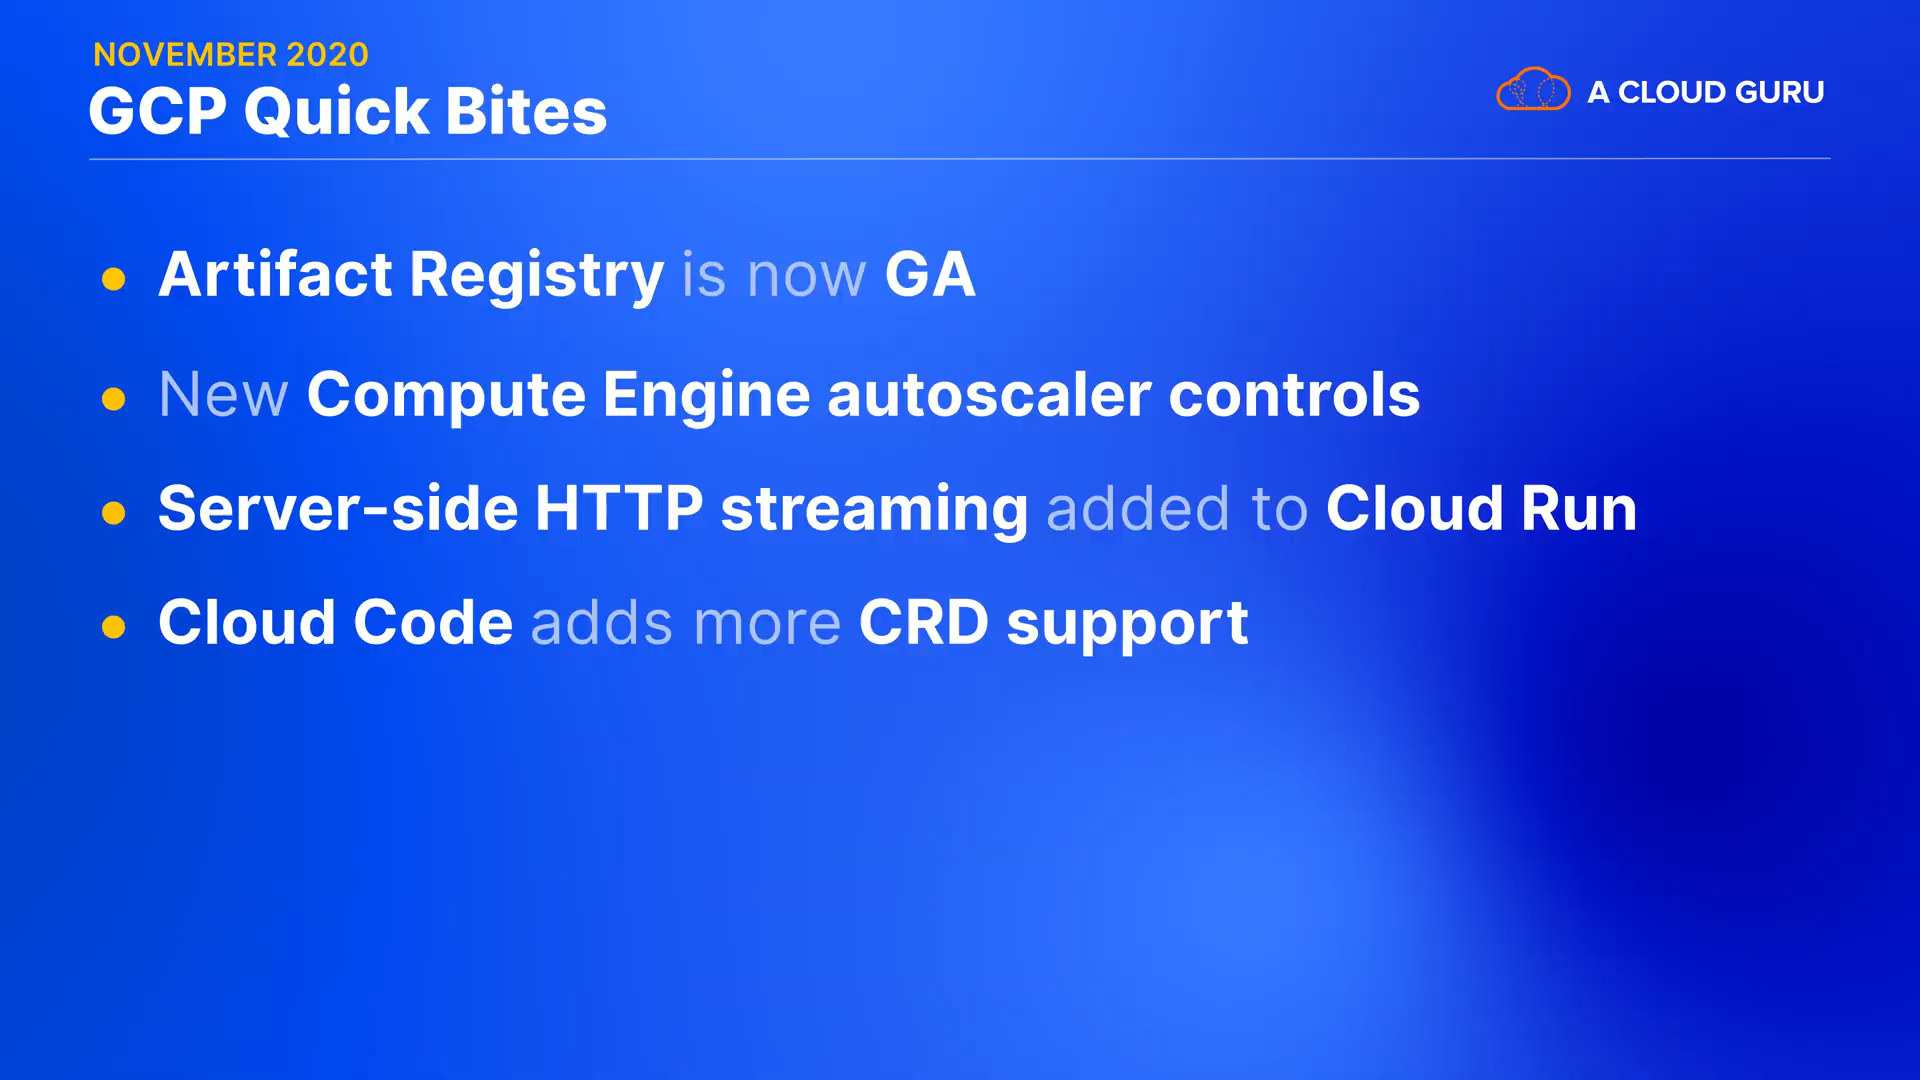 NOVEMBER 2020
GCP Quick Bites
A CLOUD GURU
Artifact Registry is now GA
New Compute Engine autoscaler controls
Server-side HTTP streaming added to Cloud Run
Cloud Code adds more CRD support